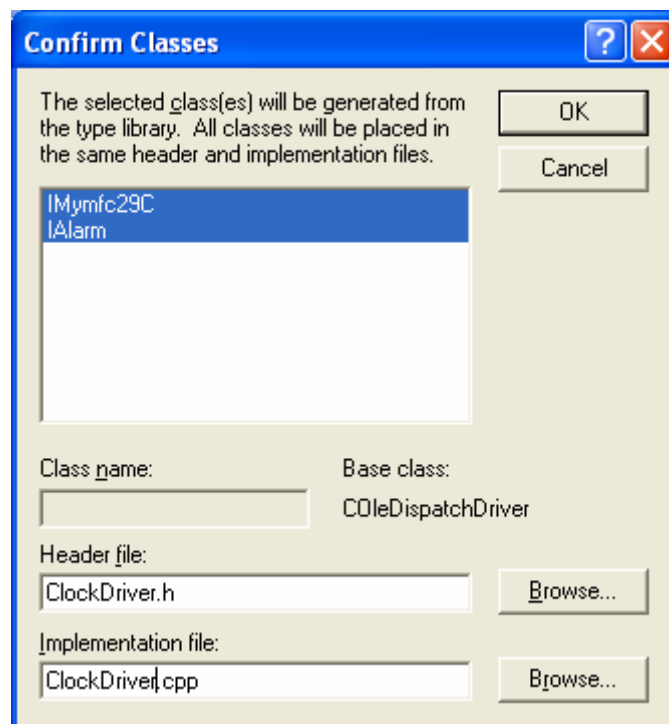 Confirm Classes
The selected class(es) will be generated from
the type library. All classes will be placed in
the same header and implementation files.
OK
Cancel
IMymfc29C
IAlarm
Class name:
Base class:
COleDispatchDriver
Header file:
ClockDriver.h
Browse...
Implementation file:
ClockDriver.cpp
Browse...